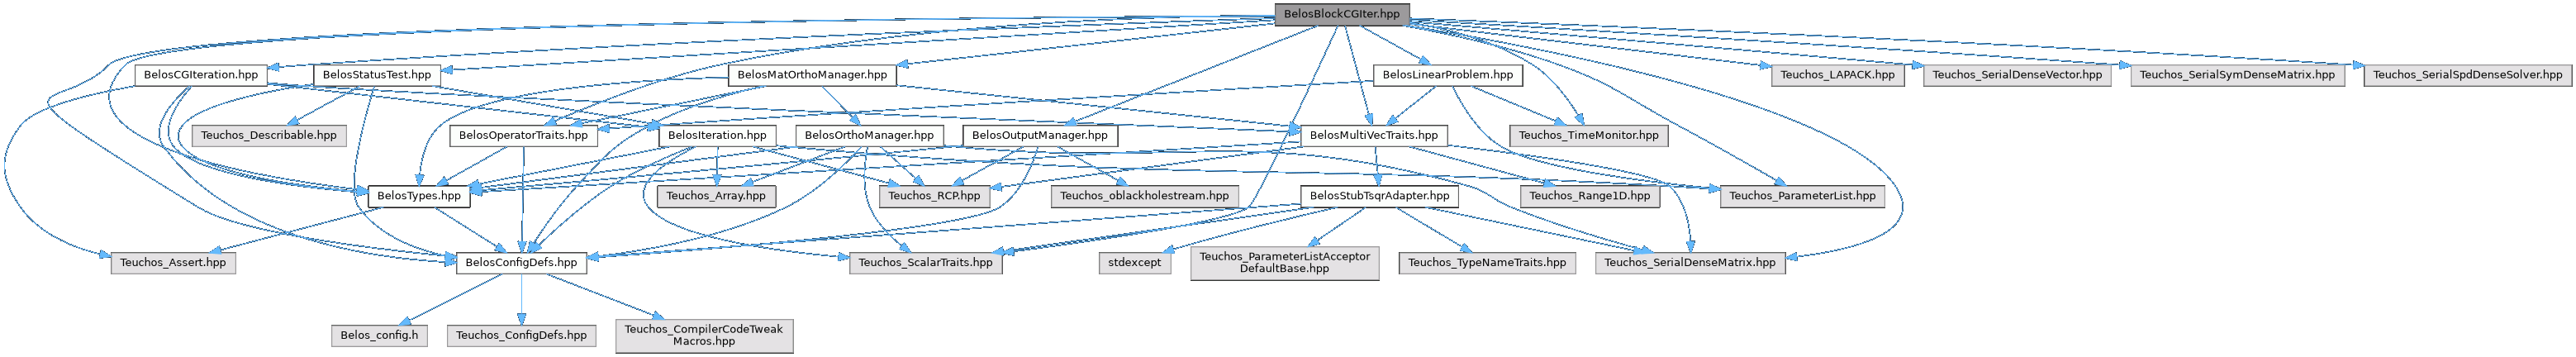 BelosBlockCGIter.hpp
BelosCGIteration.hpp
BelosStatusTest.hpp
BelosMatOrthoManager.hpp
BelosLinearProblem.hpp
Teuchos_LAPACK.hpp
Teuchos_SerialDenseVector.hpp
Teuchos_SerialSymDenseMatrix.hpp
Teuchos_SerialSpdDenseSolver.hpp
Teuchos_Describable.hpp
BelosOperatorTraits.hpp
BelosIteration.hpp
BelosOrthoManager.hpp
BelosOutputManager.hpp
BelosMultiVecTraits.hpp
Teuchos_TimeMonitor.hpp
BelosTypes.hpp
Teuchos_Array.hpp
Teuchos_RCP.hpp
Teuchos_oblackholestream.hpp
BelosStubTsqrAdapter.hpp
Teuchos_Range1D.hpp
Teuchos_ParameterList.hpp
Teuchos_Assert.hpp
BelosConfigDefs.hpp
Teuchos_ScalarTraits.hpp
stdexcept
Teuchos_ParameterListAcceptor
DefaultBase.hpp
Teuchos_TypeNameTraits.hpp
Teuchos_SerialDenseMatrix.hpp
Belos_config.h
Teuchos_ConfigDefs.hpp
Teuchos_CompilerCodeTweak
Macros.hpp